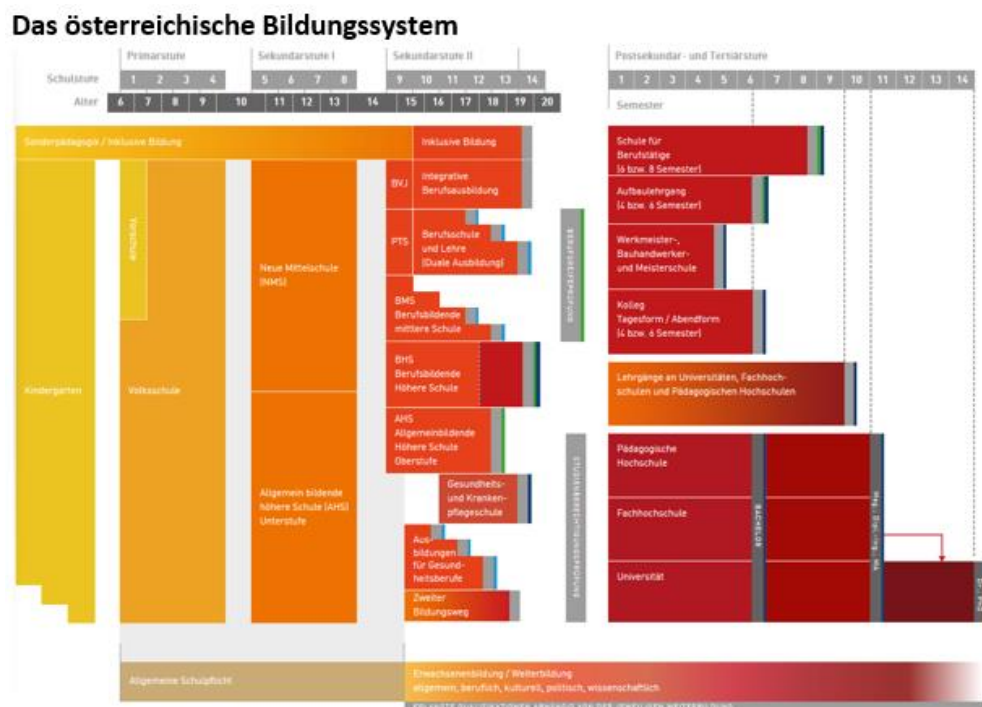 Das österreichische Bildungssystem
Primarstufe Sekundarstufe I Sekundarstufe II Postsekundar- und Tertiärstufe
Schulstufe 1 2 3 4 5 6 7 8 9 10 11 12 13 14 1 2 3 4 5 6 7 8 9 10 11 12 13 14
Alter 6 7 8 9 10 11 12 13 14 15 16 17 18 19 20 Semester
Sonderpädagogik / Inklusive Bildung
Inklusive Bildung
Kindergarten
Vorschule
Volksschule
Neue Mittelschule
(NMS)
Allgemein bildende
höhere Schule (AHS)
Unterstufe
BVJ
Integrative
Berufsausbildung
PTS
Berufsschule
und Lehre
(Duale Ausbildung)
BMS
Berufsbildende
mittlere Schule
BHS
Berufsbildende
Höhere Schule
AHS
Allgemeinbildende
Höhere Schule
Oberstufe
Gesundheits-
und Kranken-
pflegeschule
Aus-
bildungen
für Gesund-
heitsberufe
Zweiter
Bildungsweg
BERUFSREIFEPRÜFUNG
STUDIENBERECHTIGUNGSPRÜFUNG
Schule für
Berufstätige
(6 bzw. 8 Semester)
Aufbaulehrgang
(4 bzw. 6 Semester)
Werkmeister-,
Bauhandwerker-
und Meisterschule
Kolleg
Tagesform / Abendform
(4 bzw. 6 Semester)
Lehrgänge an Universitäten, Fachhoch-
schulen und Pädagogischen Hochschulen
Pädagogische
Hochschule
Fachhochschule
Universität
BACHELOR
Mag., Dipl.-Ing., MA
Allgemeine Schulpflicht
Erwachsenenbildung / Weiterbildung
allgemein, beruflich, kulturell, politisch, wissenschaftlich